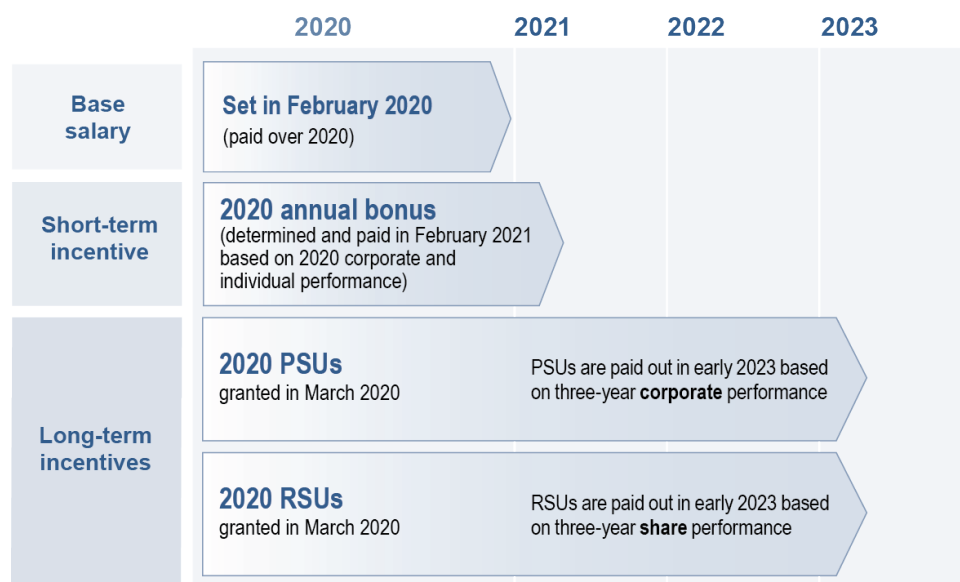 2020 2021 2022 2023
Base
salary
Set in February 2020
(paid over 2020)
Short-term
incentive
2020 annual bonus
(determined and paid in February 2021
based on 2020 corporate and
individual performance)
Long-term
incentives
2020 PSUs
granted in March 2020
PSUs are paid out in early 2023 based
on three-year corporate performance
2020 RSUs
granted in March 2020
RSUs are paid out in early 2023 based
on three-year share performance